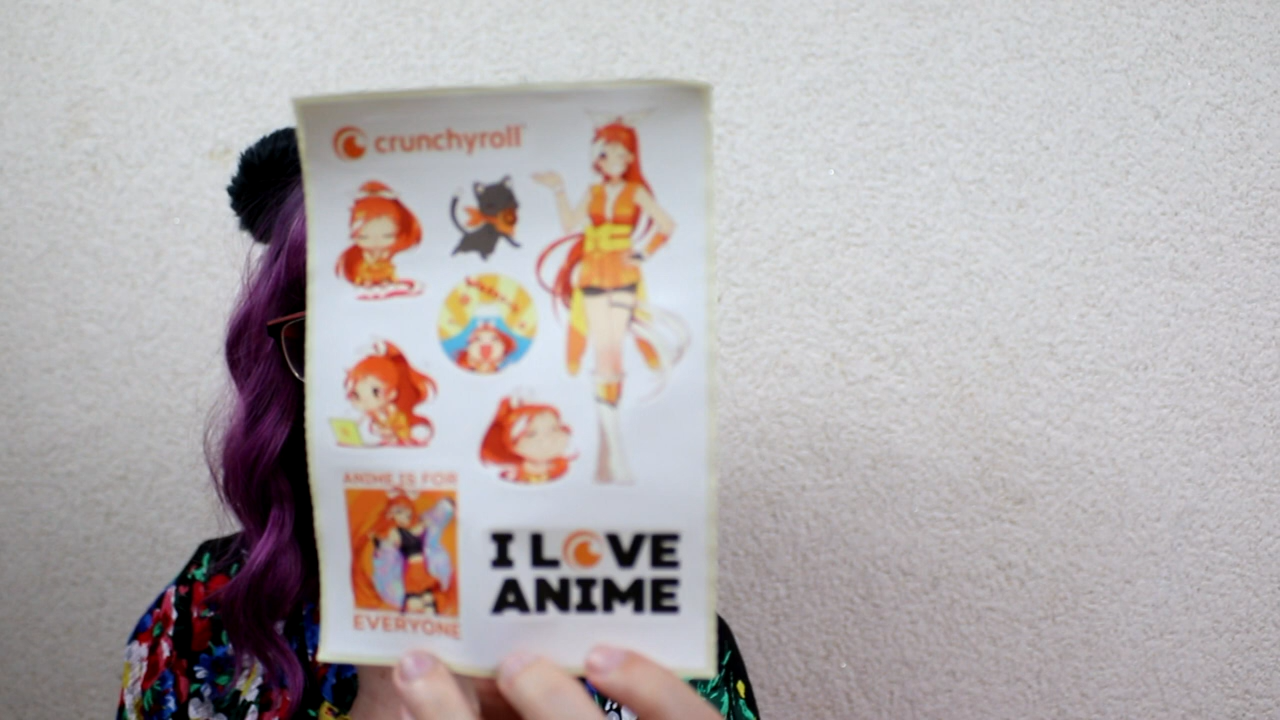 crunchyroll
ANIME IS FOR
EVERYONE
I LOVE
ANIME